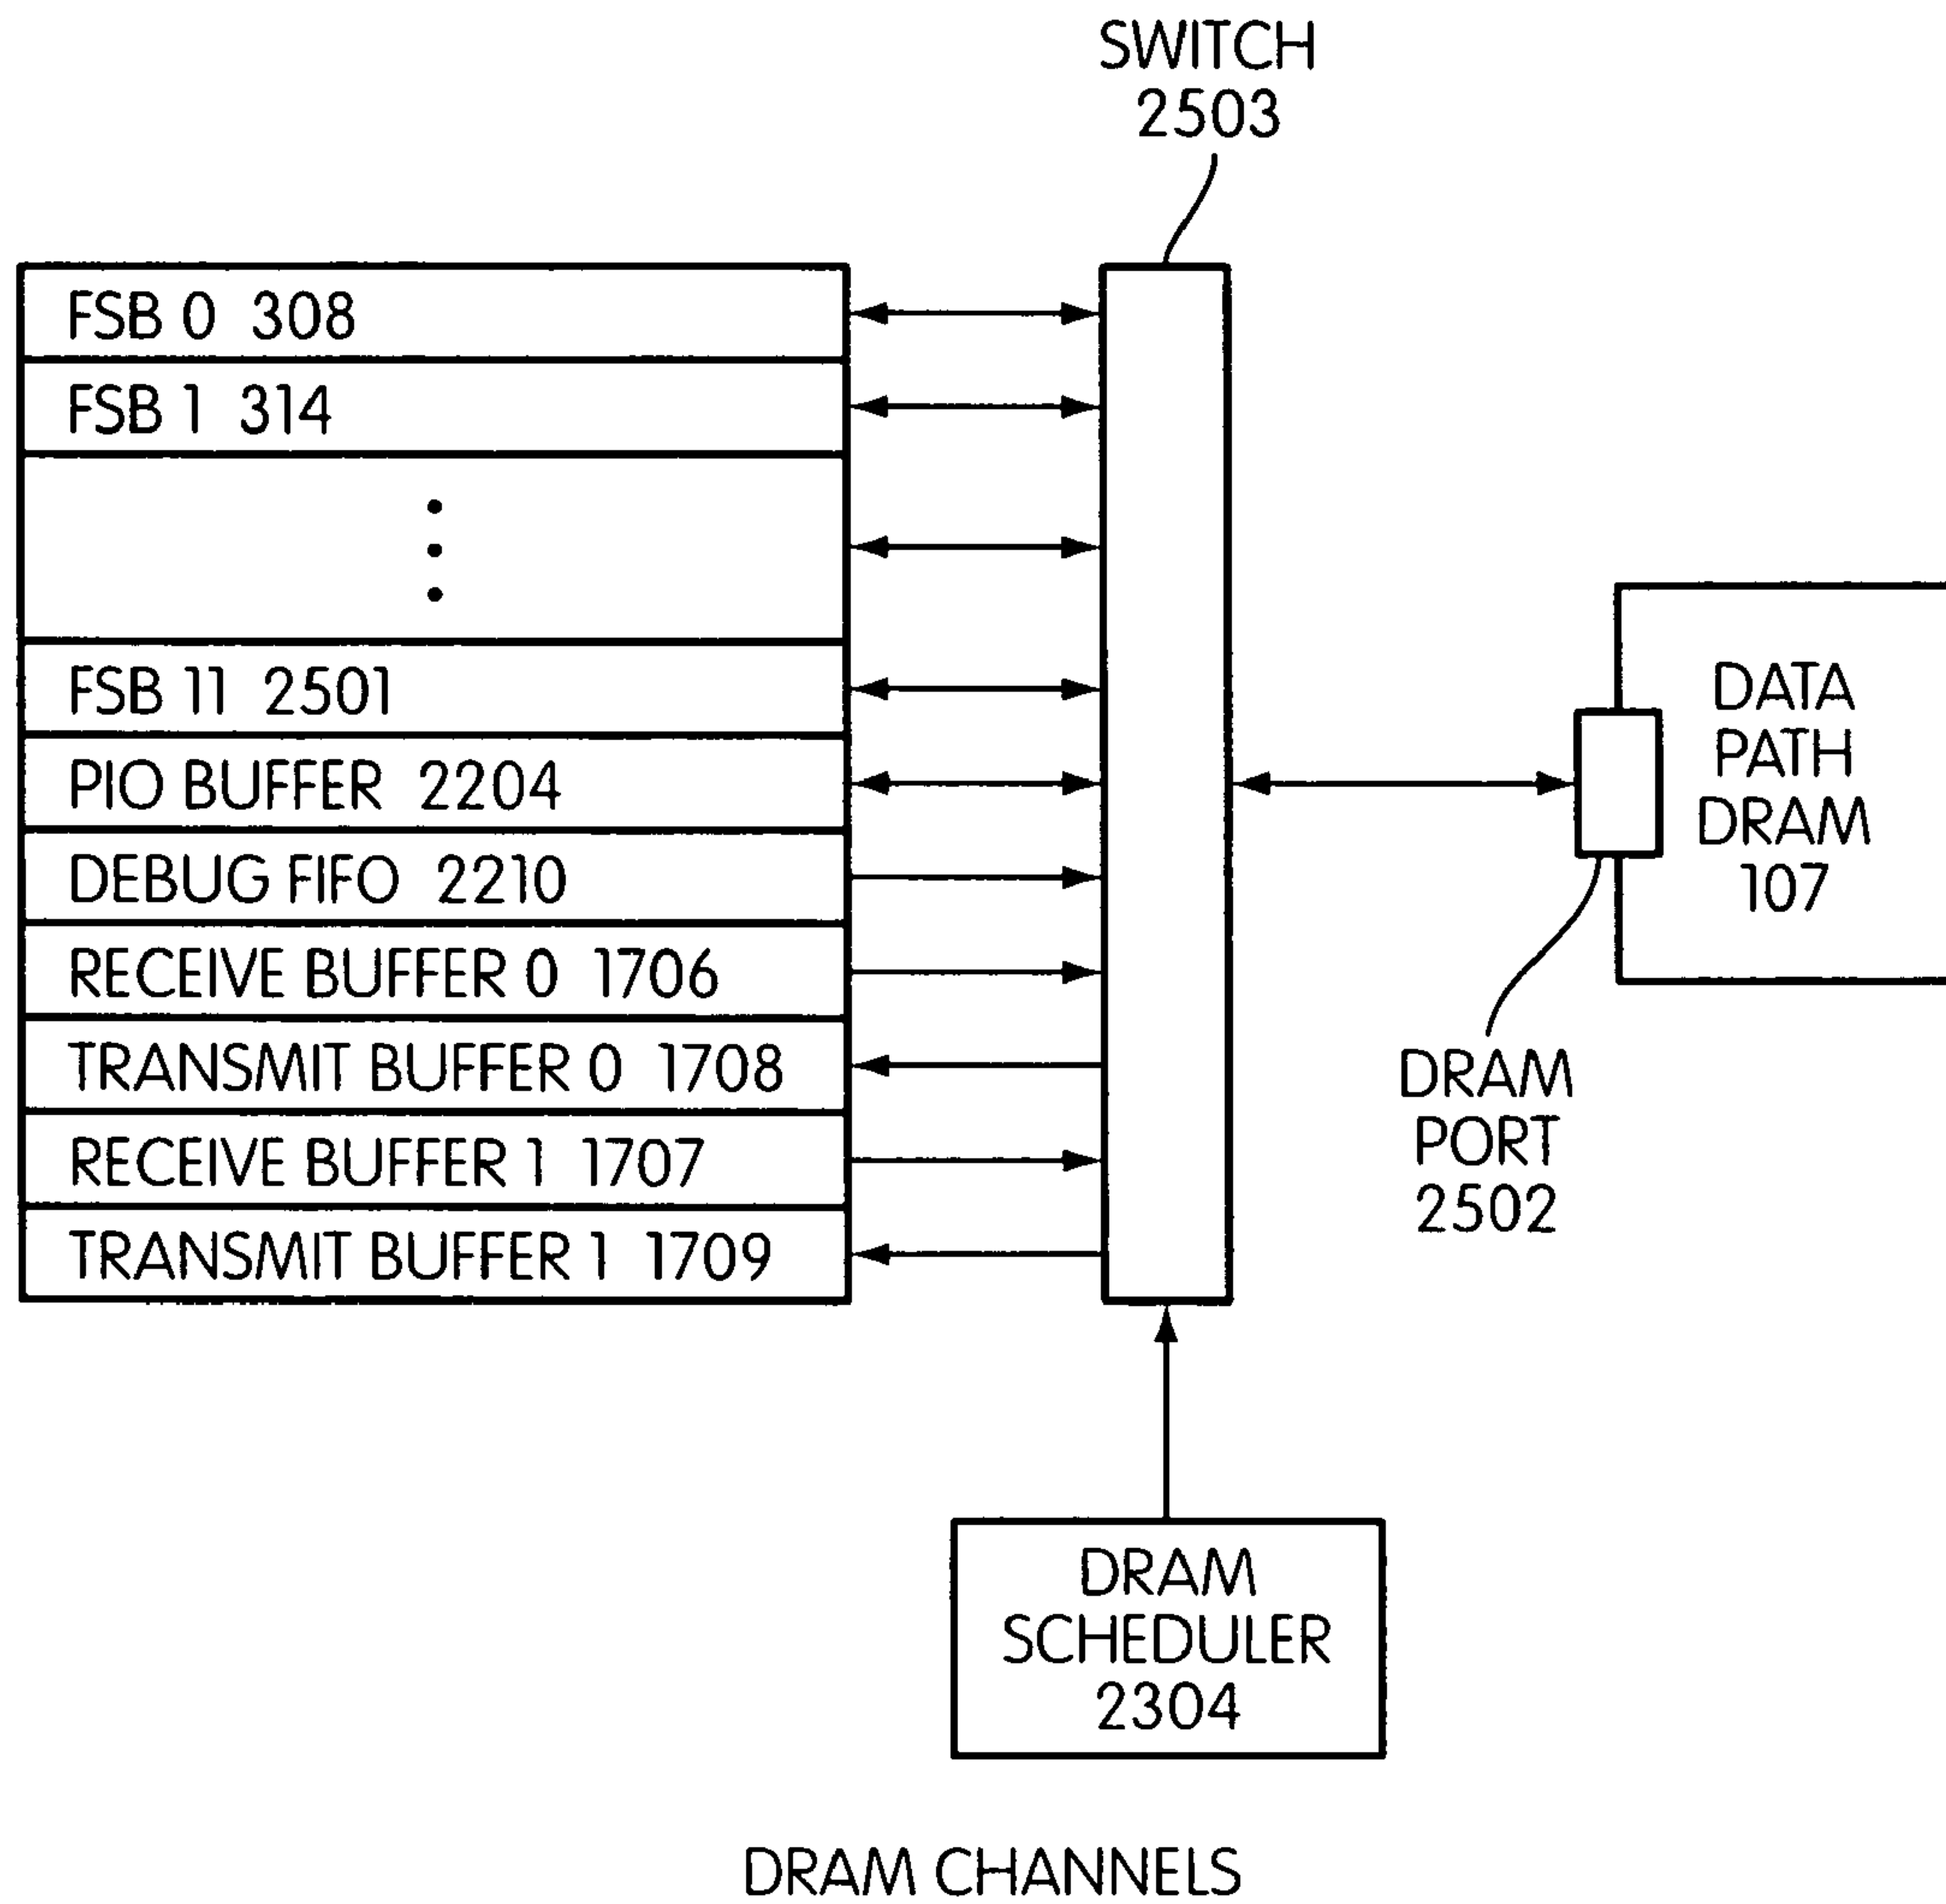 SWITCH
2503
FSB 0 308
FSB 1 314
FSB 11 2501
PIO BUFFER 2204
DEBUG FIFO 2210
RECEIVE BUFFER 0 1706
TRANSMIT BUFFER 0 1708
RECEIVE BUFFER 1 1707
TRANSMIT BUFFER 1 1709
DATA
PATH
DRAM
107
DRAM
PORT
2502
DRAM
SCHEDULER
2304
DRAM CHANNELS